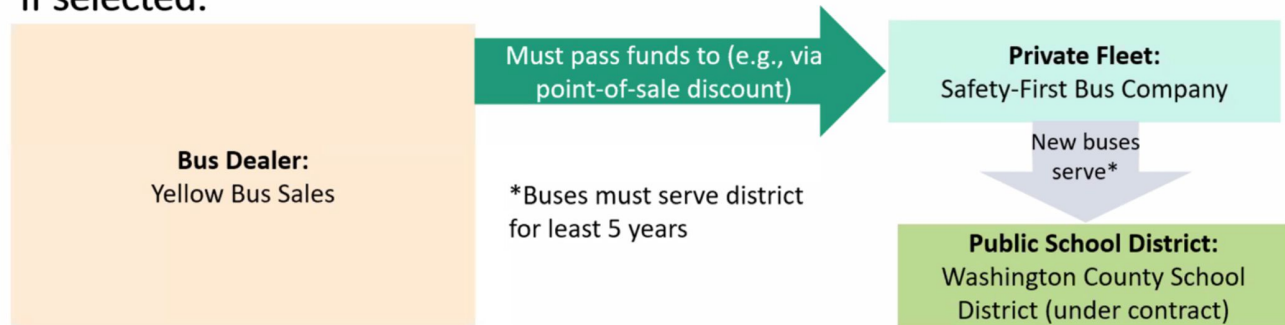 If selected:
Must pass funds to (e.g., via
point-of-sale discount)
Private Fleet:
Safety-First Bus Company
New buses
serve*
Bus Dealer:
Yellow Bus Sales
*Buses must serve district
for least 5 years
Public School District:
Washington County School
District (under contract)